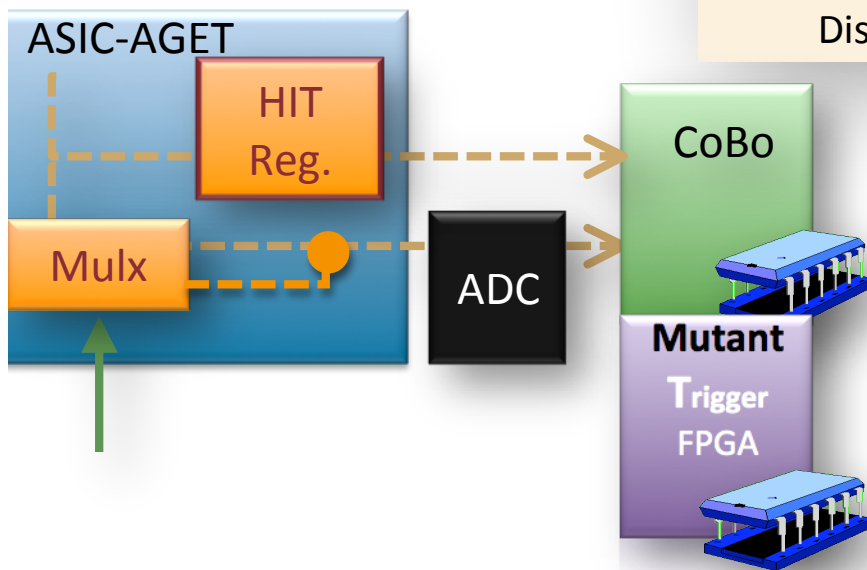 Dis
ASIC-AGET
HIT
Reg.
CoBo
Mulx
ADC
Mutant
Trigger
FPGA